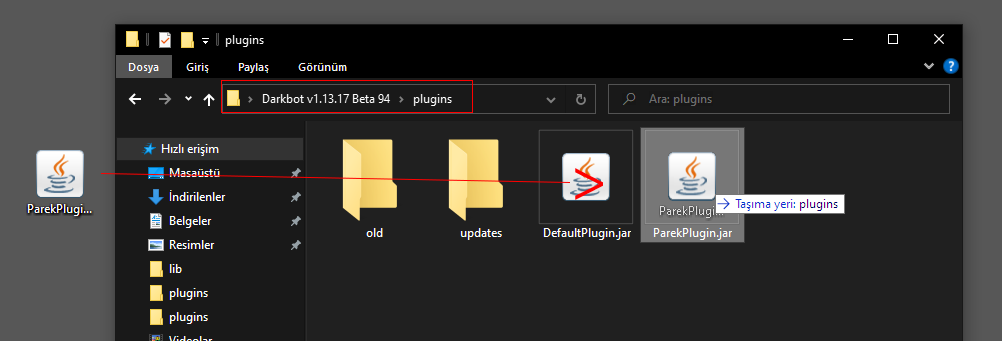 plugins
Dosya Giriş Paylaş Görünüm
Darkbot v1.13.17 Beta 94 plugins
Ara: plugins
Hızlı erişim
Masaüstü
İndirilenler
Belgeler
Resimler
lib
plugins
plugins
Videolar
ParekPlugi...
old
updates
DefaultPlugin.jar
ParekPlugin.jar
ParekPlugi...
Taşıma yeri: plugins